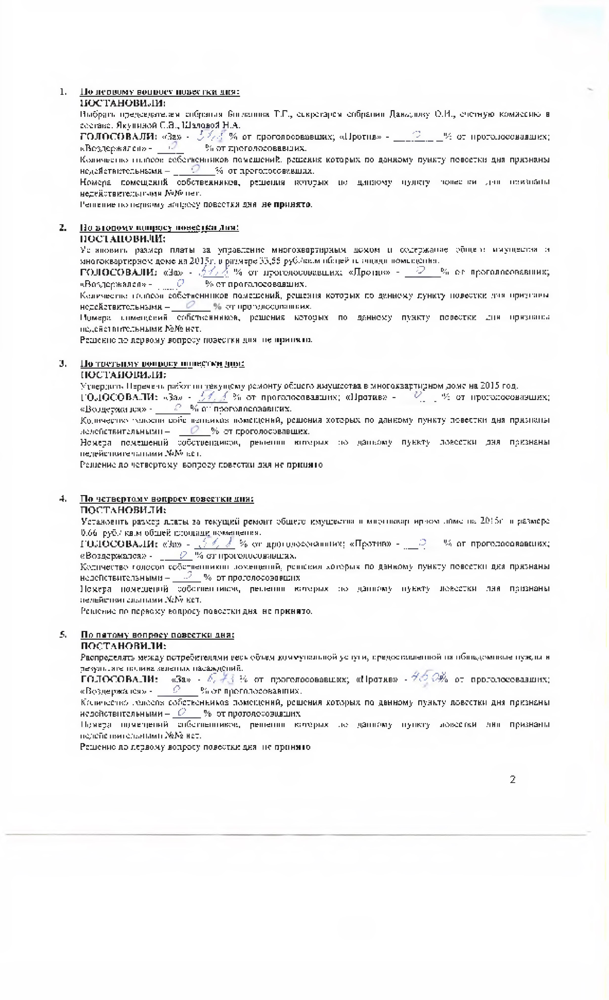 1. По первому вопросу повестки дня:
ПОСТАНОВИЛИ:
Выбрать председателем собрания Т.Г., секретарем собрания О.И., счетную комиссию в
составе: Якуниной С.В., Шаловой Н.А.
ГОЛОСОВАЛИ: «За» - 51,8 % от проголосовавших; «Против» - 0 % от проголосовавших;
«Воздержался» - 0 % от проголосовавших.
Количество голосов собственников помещений, решения которых по данному пункту повестки дня признаны
недействительными – 0 % от проголосовавших.
Номера помещений собственников, решения которых по данному пункту повестки дня признаны
недействительными №№ нет.
Решение по первому вопросу повестки дня не принято.
2. По второму вопросу повестки дня:
ПОСТАНОВИЛИ:
Установить размер платы за управление многоквартирным домом и содержание общего имущества в
многоквартирном доме на 2015г. в размере руб./кв.м общей площади помещения.
ГОЛОСОВАЛИ: «За» - 51,8 % от проголосовавших; «Против» - 0 % от проголосовавших;
«Воздержался» - 0 % от проголосовавших.
Количество голосов собственников помещений, решения которых по данному пункту повестки дня признаны
недействительными – 0 % от проголосовавших.
Номера помещений собственников, решения которых по данному пункту повестки дня признаны
недействительными №№ нет.
Решение по первому вопросу повестки дня не принято.
3. По третьему вопросу повестки дня:
ПОСТАНОВИЛИ:
Утвердить Перечень работ по текущему ремонту общего имущества в многоквартирном доме на 2015 год.
ГОЛОСОВАЛИ: «За» - 51,8 % от проголосовавших; «Против» - 0 % от проголосовавших;
«Воздержался» - 0 % от проголосовавших.
Количество голосов собственников помещений, решения которых по данному пункту повестки дня признаны
недействительными – 0 % от проголосовавших.
Номера помещений собственников, решения которых по данному пункту повестки дня признаны
недействительными №№ нет.
Решение по четвертому вопросу повестки дня не принято
4. По четвертому вопросу повестки дня:
ПОСТАНОВИЛИ:
Установить размер платы за текущий ремонт общего имущества в многоквартирном доме на 2015г в размере
0.66 руб./ кв.м общей площади помещения.
ГОЛОСОВАЛИ: «За» - 51,8 % от проголосовавших; «Против» - 0 % от проголосовавших;
«Воздержался» - 0 % от проголосовавших.
Количество голосов собственников помещений, решения которых по данному пункту повестки дня признаны
недействительными – 0 % от проголосовавших
Номера помещений собственников, решения которых по данному пункту повестки дня признаны
недействительными №№ нет.
Решение по первому вопросу повестки дня не принято.
5. По пятому вопросу повестки дня:
ПОСТАНОВИЛИ:
Распределять между потребителями весь объем коммунальной услуги, предоставленной на общедомовые нужды в
результате полива зеленых насаждений.
ГОЛОСОВАЛИ: «За» - % от проголосовавших; «Против» - % от проголосовавших;
«Воздержался» - 0 % от проголосовавших.
Количество голосов собственников помещений, решения которых по данному пункту повестки дня признаны
недействительными – 0 % от проголосовавших
Номера помещений собственников, решения которых по данному пункту повестки дня признаны
недействительными №№ нет.
Решение по первому вопросу повестки дня не принято
2